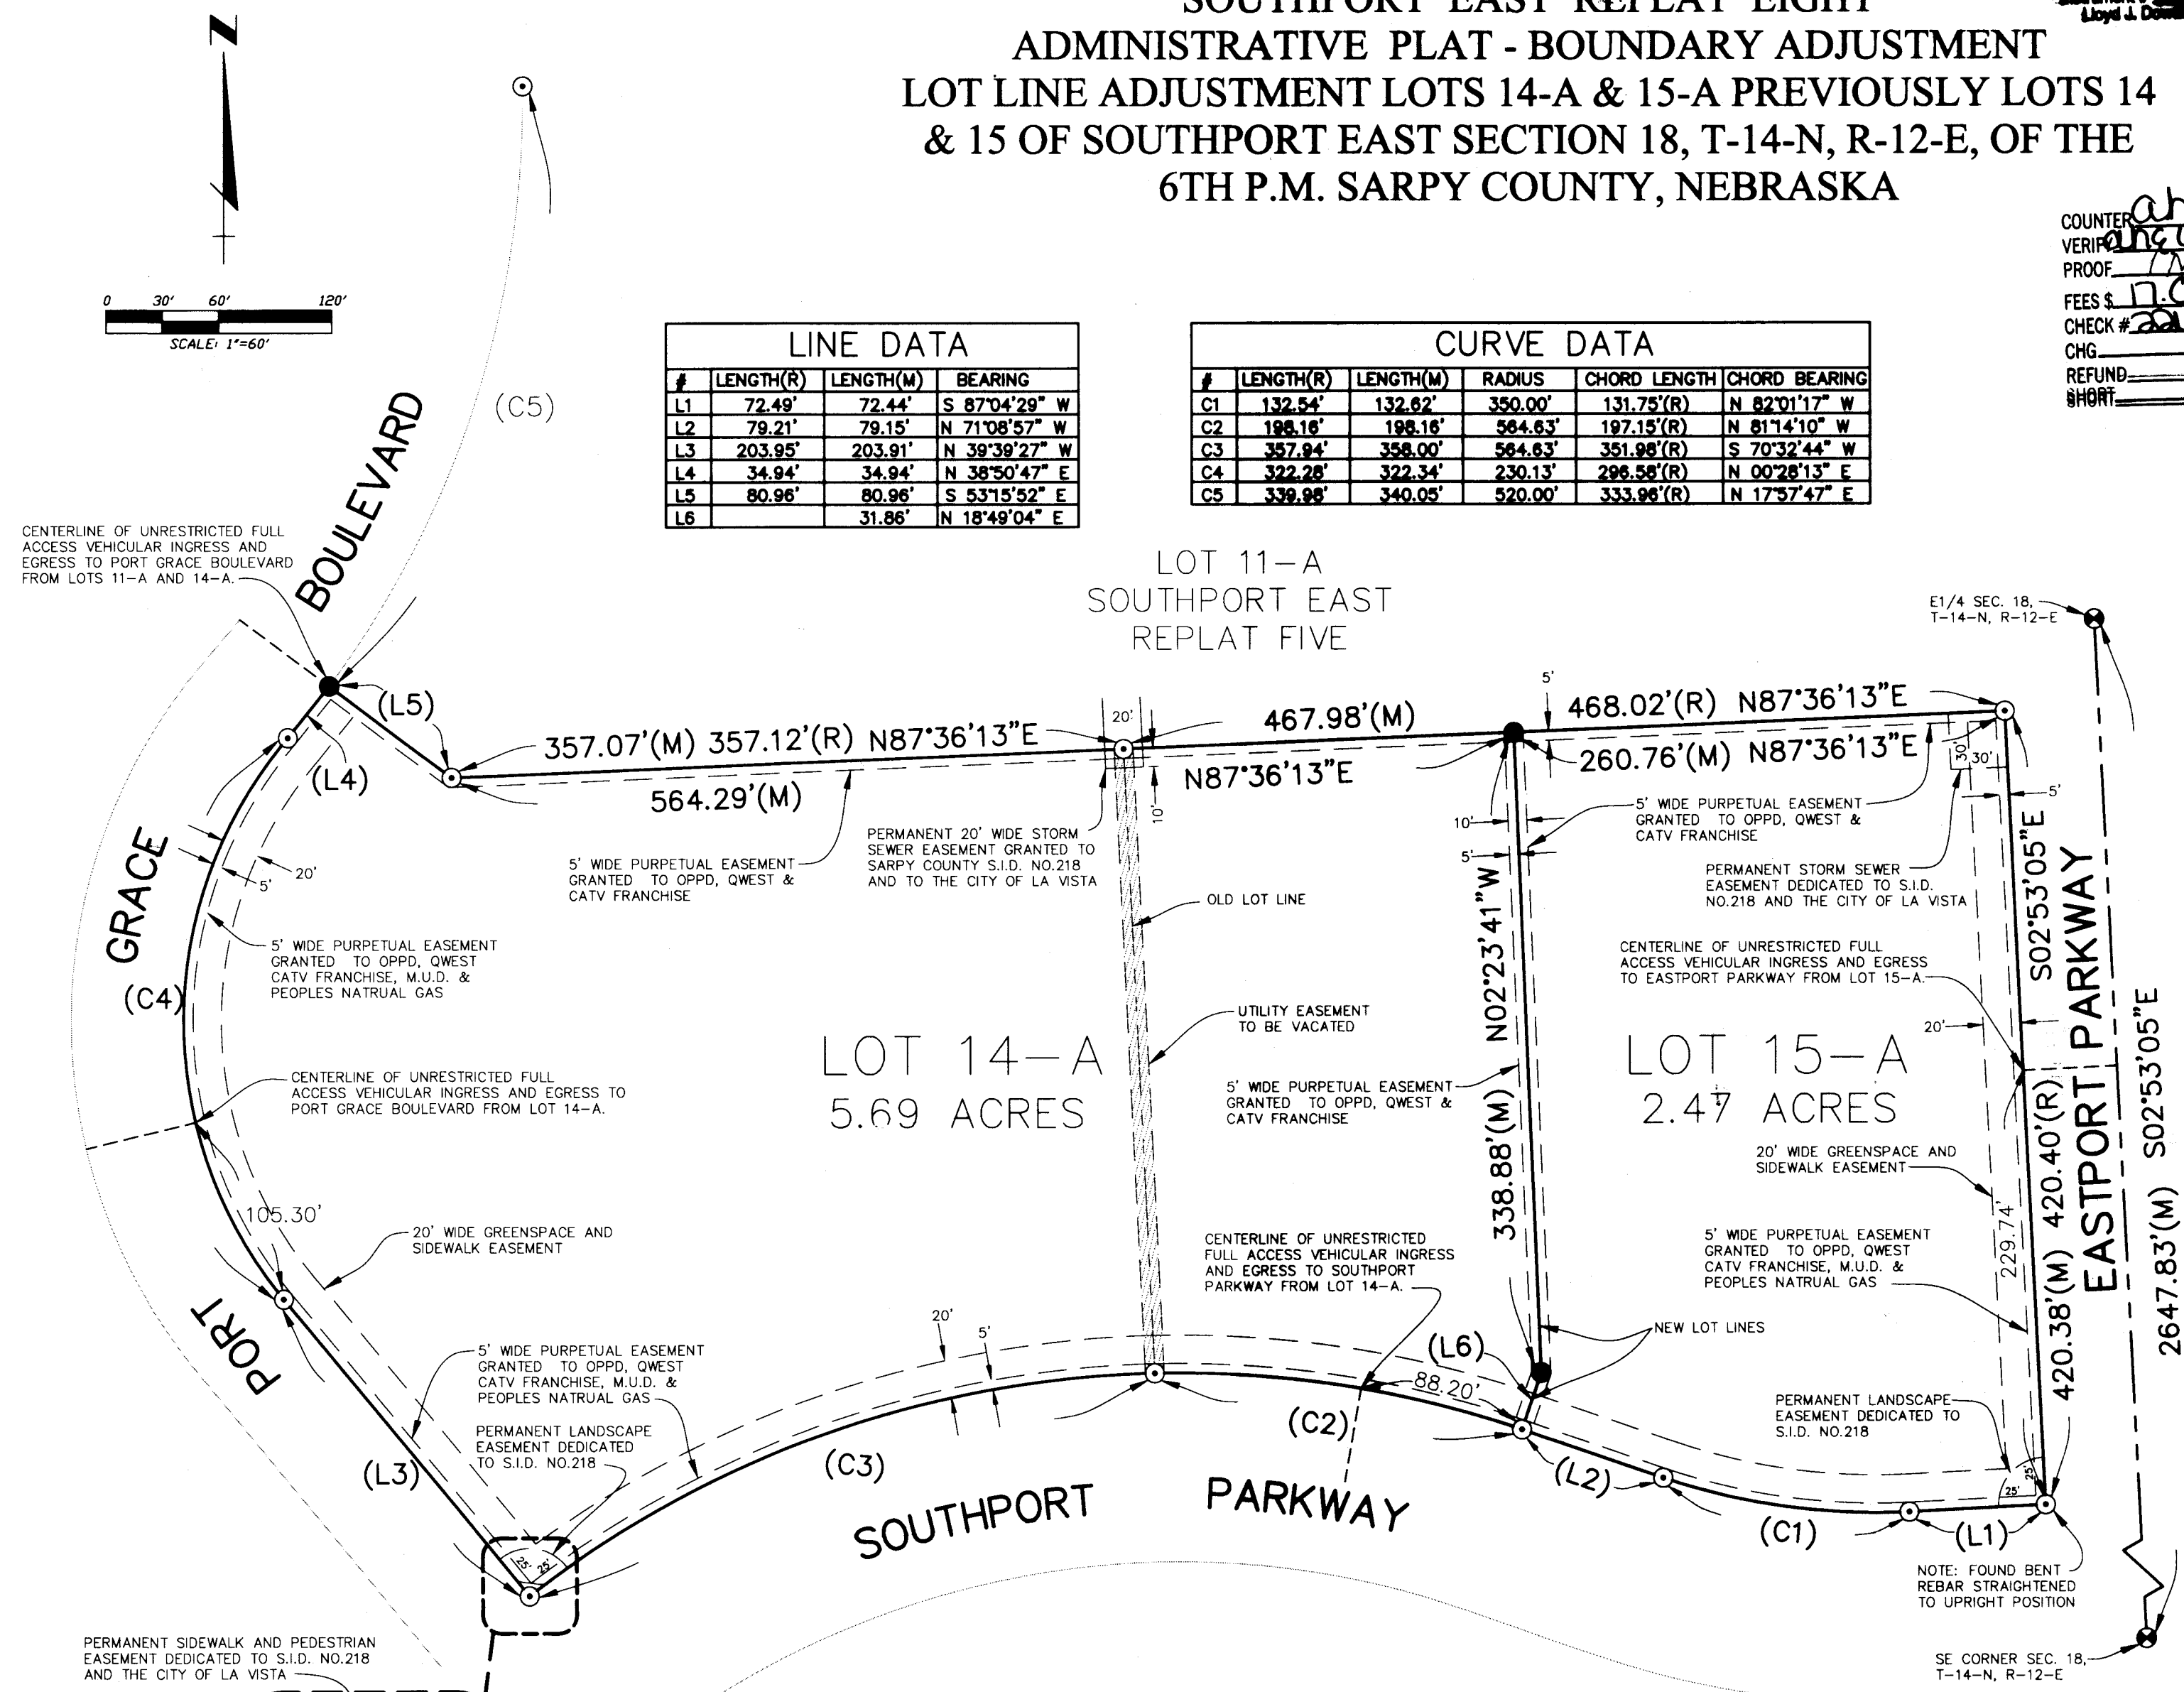 SOUTHPORT EAST REPLAT EIGHT
ADMINISTRATIVE PLAT - BOUNDARY ADJUSTMENT
LOT LINE ADJUSTMENT LOTS 14-A & 15-A PREVIOUSLY LOTS 14
& 15 OF SOUTHPORT EAST SECTION 18, T-14-N, R-12-E, OF THE
6TH P.M. SARPY COUNTY, NEBRASKA
Lloyd J.
N
0 30' 60' 120'
SCALE: 1"=60'
COUNTER
VERIFY
PROOF
FEES $
CHECK #
CHG
REFUND
SHORT
LINE DATA
# LENGTH(R) LENGTH(M) BEARING
L1 72.49' 72.44' S 87°04'29" W
L2 79.21' 79.15' N 71°08'57" W
L3 203.95' 203.91' N 39°39'27" W
L4 34.94' 34.94' N 38°50'47" E
L5 80.96' 80.96' S 53°15'52" E
L6 31.86' N 18°49'04" E
CURVE DATA
# LENGTH(R) LENGTH(M) RADIUS CHORD LENGTH CHORD BEARING
C1 132.54' 132.62' 350.00' 131.75'(R) N 82°01'17" W
C2 198.16' 198.16' 564.63' 197.15'(R) N 81°14'10" W
C3 357.94' 358.00' 564.63' 351.98'(R) S 70°32'44" W
C4 322.28' 322.34' 230.13' 296.58'(R) N 00°28'13" E
C5 339.98' 340.05' 520.00' 333.96'(R) N 17°57'47" E
(C5)
BOULEVARD
CENTERLINE OF UNRESTRICTED FULL
ACCESS VEHICULAR INGRESS AND
EGRESS TO PORT GRACE BOULEVARD
FROM LOTS 11-A AND 14-A.
LOT 11-A
SOUTHPORT EAST
REPLAT FIVE
E1/4 SEC. 18,
T-14-N, R-12-E
(L5)
(L4)
357.07'(M) 357.12'(R) N87°36'13"E
564.29'(M)
20'
10'
467.98'(M)
N87°36'13"E
5'
468.02'(R) N87°36'13"E
260.76'(M) N87°36'13"E
30'
30'
5'
5' WIDE PURPETUAL EASEMENT
GRANTED TO OPPD, QWEST &
CATV FRANCHISE
PERMANENT 20' WIDE STORM
SEWER EASEMENT GRANTED TO
SARPY COUNTY S.I.D. NO.218
AND TO THE CITY OF LA VISTA
10'
5'
5' WIDE PURPETUAL EASEMENT
GRANTED TO OPPD, QWEST &
CATV FRANCHISE
PERMANENT STORM SEWER
EASEMENT DEDICATED TO S.I.D.
NO.218 AND THE CITY OF LA VISTA
GRACE
20'
5'
OLD LOT LINE
5' WIDE PURPETUAL EASEMENT
GRANTED TO OPPD, QWEST
CATV FRANCHISE, M.U.D. &
PEOPLES NATRUAL GAS
(C4)
CENTERLINE OF UNRESTRICTED FULL
ACCESS VEHICULAR INGRESS AND EGRESS
TO EASTPORT PARKWAY FROM LOT 15-A.
S02°53'05"E
EASTPORT PARKWAY
UTILITY EASEMENT
TO BE VACATED
20'
LOT 14-A
5.69 ACRES
LOT 15-A
2.47 ACRES
CENTERLINE OF UNRESTRICTED FULL
ACCESS VEHICULAR INGRESS AND EGRESS TO
PORT GRACE BOULEVARD FROM LOT 14-A.
5' WIDE PURPETUAL EASEMENT
GRANTED TO OPPD, QWEST &
CATV FRANCHISE
338.88'(M) N02°23'41"W
20' WIDE GREENSPACE AND
SIDEWALK EASEMENT
420.38'(M) 420.40'(R)
2647.83'(M) S02°53'05"E
105.30'
20' WIDE GREENSPACE AND
SIDEWALK EASEMENT
CENTERLINE OF UNRESTRICTED
FULL ACCESS VEHICULAR INGRESS
AND EGRESS TO SOUTHPORT
PARKWAY FROM LOT 14-A.
5' WIDE PURPETUAL EASEMENT
GRANTED TO OPPD, QWEST
CATV FRANCHISE, M.U.D. &
PEOPLES NATRUAL GAS
229.74'
PORT
20'
5'
5' WIDE PURPETUAL EASEMENT
GRANTED TO OPPD, QWEST
CATV FRANCHISE, M.U.D. &
PEOPLES NATRUAL GAS
(L6)
NEW LOT LINES
88.20'
PERMANENT LANDSCAPE
EASEMENT DEDICATED
TO S.I.D. NO.218
PERMANENT LANDSCAPE
EASEMENT DEDICATED TO
S.I.D. NO.218
(L3)
(C3)
(C2)
(L2)
25'
25'
SOUTHPORT PARKWAY
(C1)
(L1)
25'
25'
NOTE: FOUND BENT
REBAR STRAIGHTENED
TO UPRIGHT POSITION
PERMANENT SIDEWALK AND PEDESTRIAN
EASEMENT DEDICATED TO S.I.D. NO.218
AND THE CITY OF LA VISTA
SE CORNER SEC. 18,
T-14-N, R-12-E